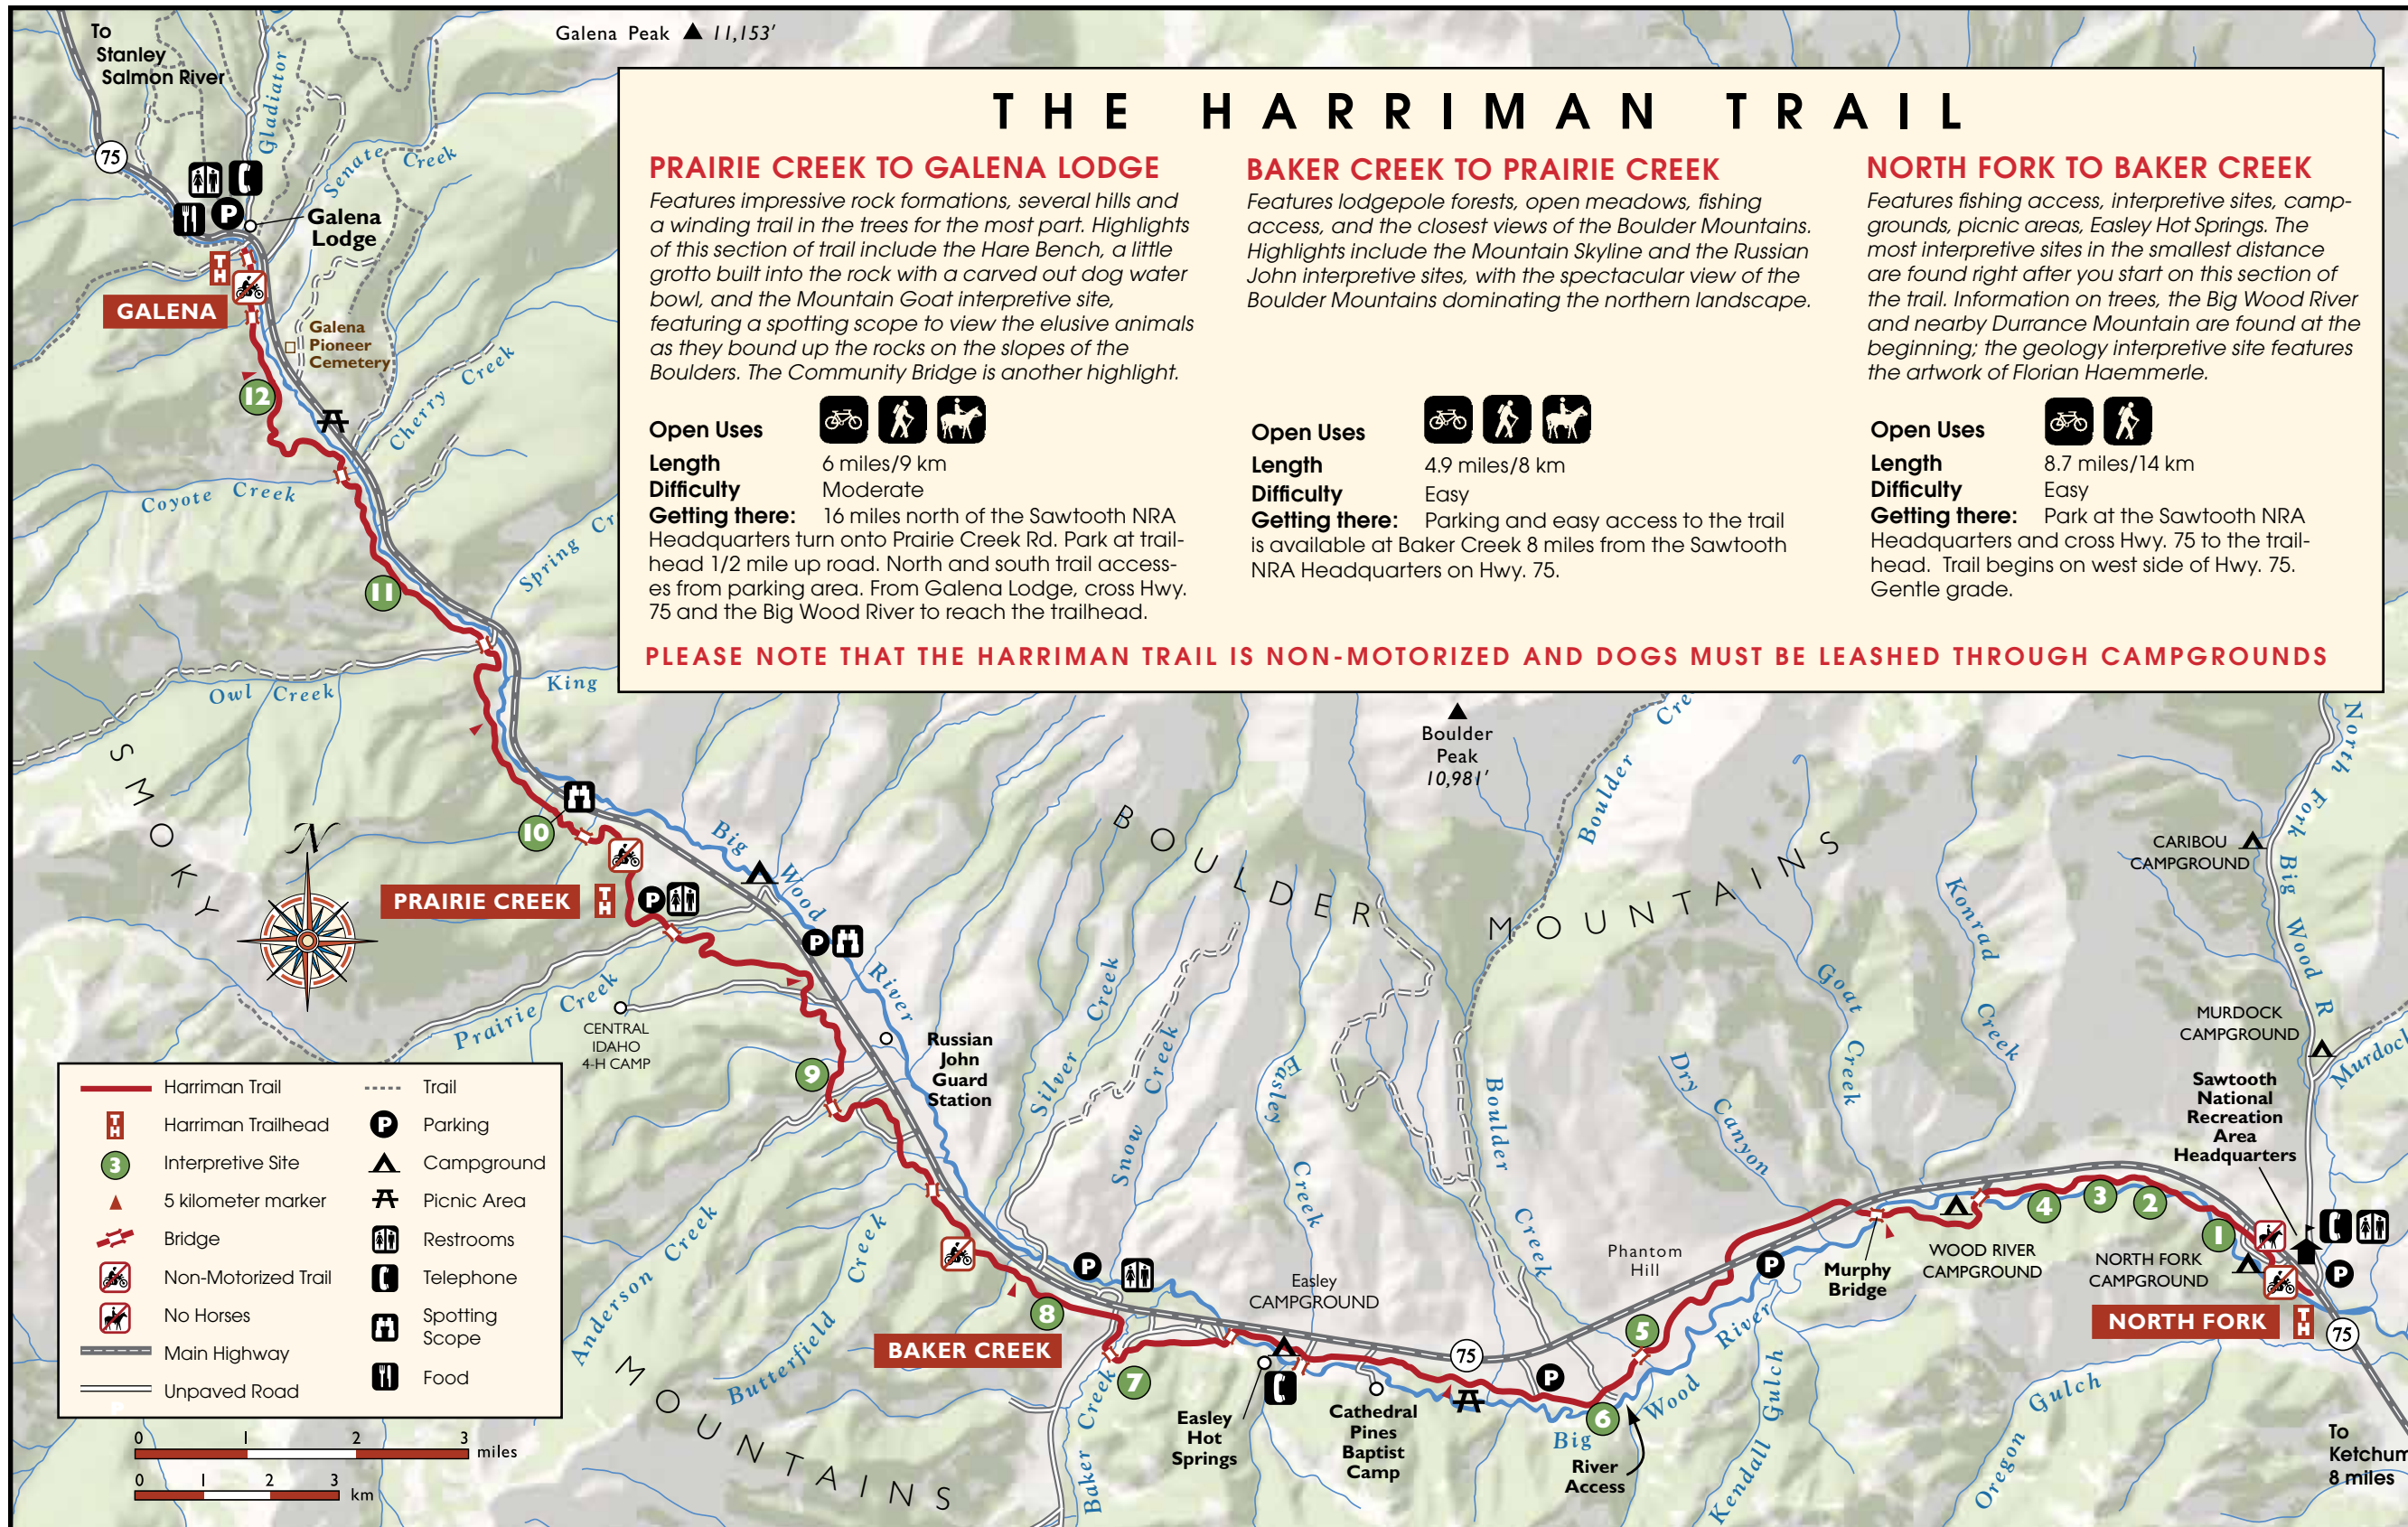 To
Stanley
Salmon River
Galena Peak 11,153'
75
Gladiator
Senate Creek
P
Galena
Lodge
TH
GALENA
Galena
Pioneer
Cemetery
12
Cherry Creek
Coyote Creek
11
Spring Cr
Owl Creek
King
THE HARRIMAN TRAIL
PRAIRIE CREEK TO GALENA LODGE
Features impressive rock formations, several hills and
a winding trail in the trees for the most part. Highlights
of this section of trail include the Hare Bench, a little
grotto built into the rock with a carved out dog water
bowl, and the Mountain Goat interpretive site,
featuring a spotting scope to view the elusive animals
as they bound up the rocks on the slopes of the
Boulders. The Community Bridge is another highlight.
Open Uses
Length 6 miles/9 km
Difficulty Moderate
Getting there: 16 miles north of the Sawtooth NRA
Headquarters turn onto Prairie Creek Rd. Park at trail-
head 1/2 mile up road. North and south trail access-
es from parking area. From Galena Lodge, cross Hwy.
75 and the Big Wood River to reach the trailhead.
BAKER CREEK TO PRAIRIE CREEK
Features lodgepole forests, open meadows, fishing
access, and the closest views of the Boulder Mountains.
Highlights include the Mountain Skyline and the Russian
John interpretive sites, with the spectacular view of the
Boulder Mountains dominating the northern landscape.
Open Uses
Length 4.9 miles/8 km
Difficulty Easy
Getting there: Parking and easy access to the trail
is available at Baker Creek 8 miles from the Sawtooth
NRA Headquarters on Hwy. 75.
NORTH FORK TO BAKER CREEK
Features fishing access, interpretive sites, camp-
grounds, picnic areas, Easley Hot Springs. The
most interpretive sites in the smallest distance
are found right after you start on this section of
the trail. Information on trees, the Big Wood River
and nearby Durrance Mountain are found at the
beginning; the geology interpretive site features
the artwork of Florian Haemmerle.
Open Uses
Length 8.7 miles/14 km
Difficulty Easy
Getting there: Park at the Sawtooth NRA
Headquarters and cross Hwy. 75 to the trail-
head. Trail begins on west side of Hwy. 75.
Gentle grade.
PLEASE NOTE THAT THE HARRIMAN TRAIL IS NON-MOTORIZED AND DOGS MUST BE LEASHED THROUGH CAMPGROUNDS
Boulder
Peak
10,981'
Boulder Cre
North Fork Big Wood R
SMOKY
N
10
Big Wood River
BOULDER MOUNTAINS
CARIBOU
CAMPGROUND
PRAIRIE CREEK
TH
P
P
Prairie Creek
CENTRAL
IDAHO
4-H CAMP
Russian
John
Guard
Station
9
Silver Creek
Snow Creek
Easley Creek
Boulder Creek
Dry Canyon
Goat Creek
Konrad Creek
MURDOCK
CAMPGROUND
Murdock
Sawtooth
National
Recreation
Area
Headquarters
Harriman Trail
TH Harriman Trailhead
3 Interpretive Site
5 kilometer marker
Bridge
Non-Motorized Trail
No Horses
Main Highway
Unpaved Road
Trail
P Parking
Campground
Picnic Area
Restrooms
Telephone
Spotting
Scope
Food
0 1 2 3 miles
0 1 2 3 km
Anderson Creek
Butterfield Creek
MOUNTAINS
8
BAKER CREEK
P
7
Baker Creek
Easley
CAMPGROUND
Easley
Hot
Springs
Cathedral
Pines
Baptist
Camp
75
P
6
5
Phantom
Hill
River
Access
Big Wood River
P
Murphy
Bridge
Kendall Gulch
WOOD RIVER
CAMPGROUND
4
3
2
1
NORTH FORK
CAMPGROUND
P
NORTH FORK
TH
75
Oregon Gulch
To
Ketchum
8 miles